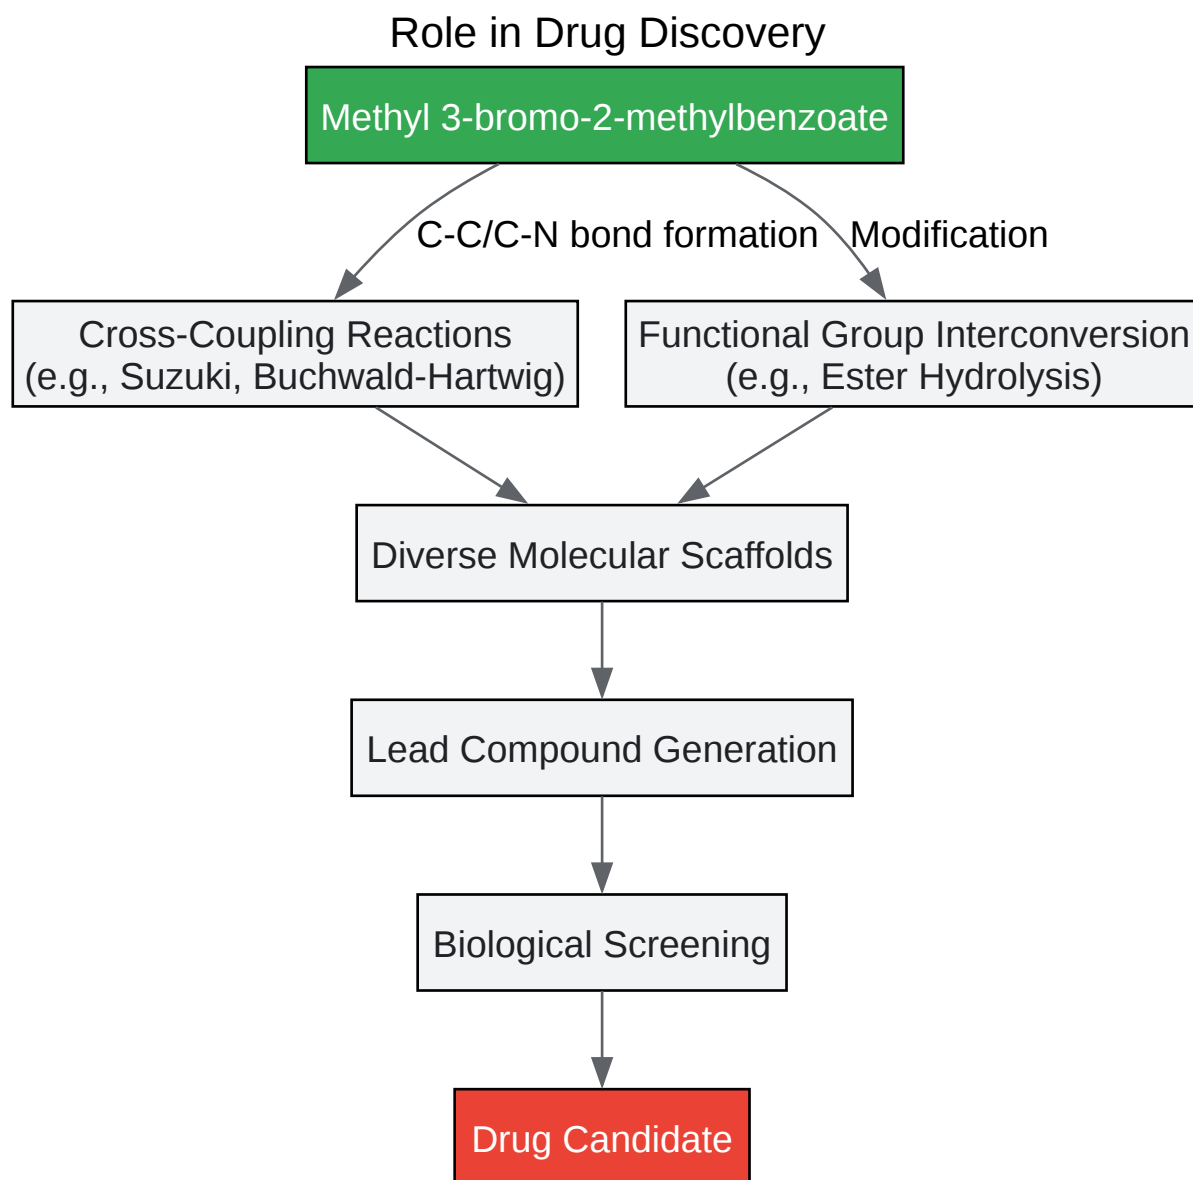 Role in Drug Discovery
Methyl 3-bromo-2-methylbenzoate
C-C/C-N bond formation
Modification
Cross-Coupling Reactions
(e.g., Suzuki, Buchwald-Hartwig)
Functional Group Interconversion
(e.g., Ester Hydrolysis)
Diverse Molecular Scaffolds
Lead Compound Generation
Biological Screening
Drug Candidate